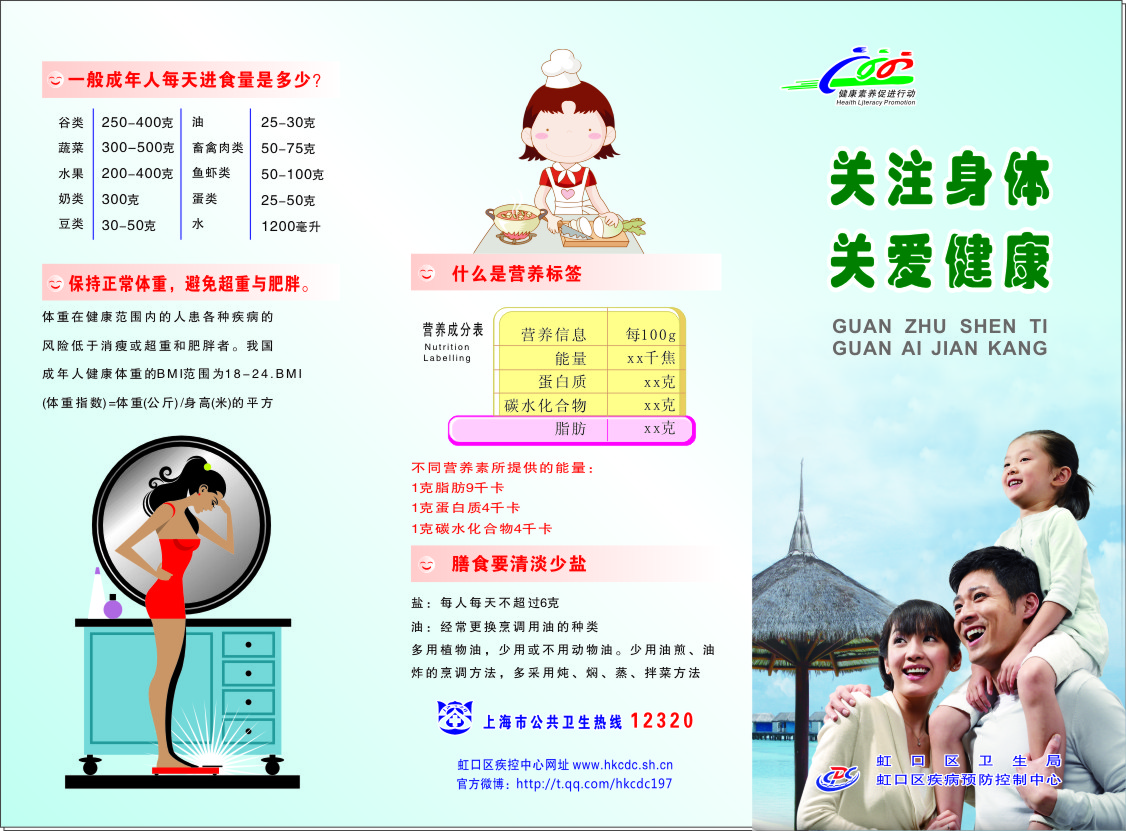 一般成年人每天进食量是多少?
谷类 250-400克 油 25-30克
蔬菜 300-500克 畜禽肉类 50-75克
水果 200-400克 鱼虾类 50-100克
奶类 300克 蛋类 25-50克
豆类 30-50克 水 1200毫升
保持正常体重，避免超重与肥胖。
体重在健康范围内的人患各种疾病的
风险低于消瘦或超重和肥胖者。我国
成年人健康体重的BMI范围为18-24.BMI
(体重指数)=体重(公斤)/身高(米)的平方
什么是营养标签
营养成分表
Nutrition
Labelling
营养信息 每100g
能量 xx千焦
蛋白质 xx克
碳水化合物 xx克
脂肪 xx克
不同营养素所提供的能量：
1克脂肪9千卡
1克蛋白质4千卡
1克碳水化合物4千卡
膳食要清淡少盐
盐：每人每天不超过6克
油：经常更换烹调用油的种类
多用植物油，少用或不用动物油。少用油煎、油
炸的烹调方法，多采用炖、焖、蒸、拌菜方法
上海市公共卫生热线 12320
虹口区疾控中心网址 www.hkcdc.sh.cn
官方微博：http://t.qq.com/hkcdc197
健康素养促进行动
Health Literacy Promotion
关注身体
关爱健康
GUAN ZHU SHEN TI
GUAN AI JIAN KANG
CDC
虹口区卫生局
虹口区疾病预防控制中心